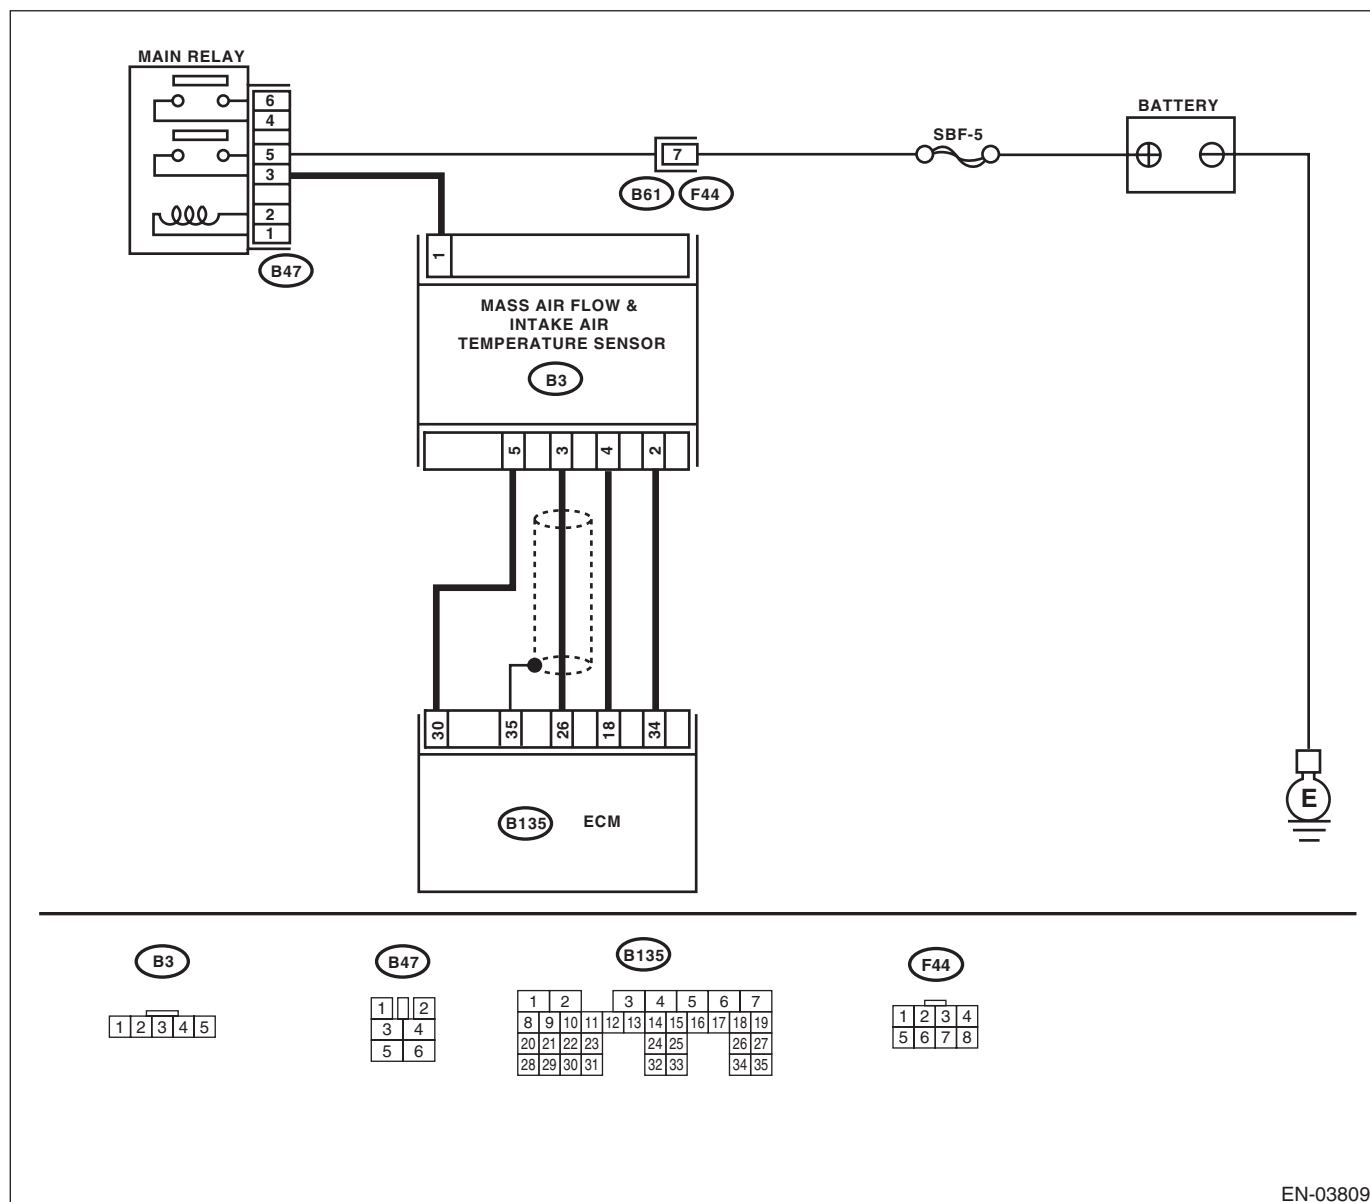 MAIN RELAY
6
4
5
3
2
1
B47
7
B61 F44
SBF-5
BATTERY
1
MASS AIR FLOW &
INTAKE AIR
TEMPERATURE SENSOR
B3
5 3 4 2
30 35 26 18 34
B135 ECM
E
B3
1 2 3 4 5
B47
1 2
3 4
5 6
B135
1 2 3 4 5 6 7
8 9 10 11 12 13 14 15 16 17 18 19
20 21 22 23 24 25 26 27
28 29 30 31 32 33 34 35
F44
1 2 3 4
5 6 7 8
EN-03809